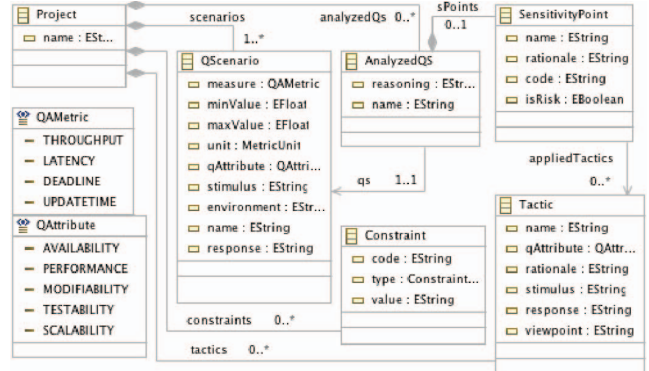 Project
name : ESt...
scenarios
1..*
analyzedQs 0..*
sPoints
0..1
SensitivityPoint
name : EString
rationale : EString
code : EString
isRisk : EBoolean
QScenario
measure : QAMetric
minValue : EFloat
maxValue : EFloat
unit : MetricUnit
qAttribute : QAttri...
stimulus : EString
environment : EStr...
name : EString
response : EString
AnalyzedQS
reasoning : EStr...
name : EString
QAMetric
THROUGHPUT
LATENCY
DEADLINE
UPDATETIME
qs 1..1
appliedTactics
0..*
QAttribute
AVAILABILITY
PERFORMANCE
MODIFIABILITY
TESTABILITY
SCALABILITY
Constraint
code : EString
type : Constraint...
value : EString
Tactic
name : EString
qAttribute : QAttr...
rationale : EString
stimulus : EString
response : EString
viewpoint : EString
constraints 0..*
tactics 0..*